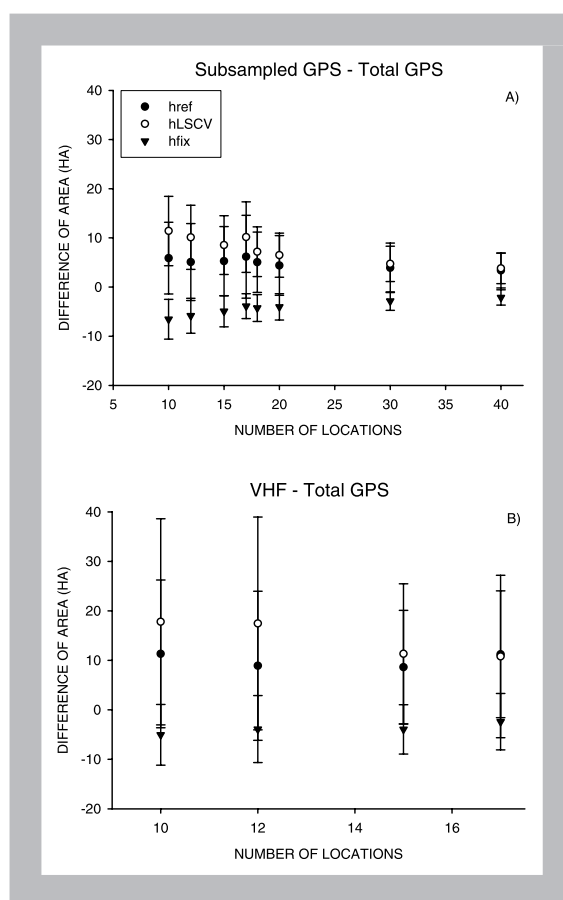 Subsampled GPS - Total GPS
A)
href
hLSCV
hfix
DIFFERENCE OF AREA (HA)
40
30
20
10
0
-10
-20
5 10 15 20 25 30 35 40
NUMBER OF LOCATIONS
VHF - Total GPS
B)
DIFFERENCE OF AREA (HA)
40
30
20
10
0
-10
-20
10 12 14 16
NUMBER OF LOCATIONS